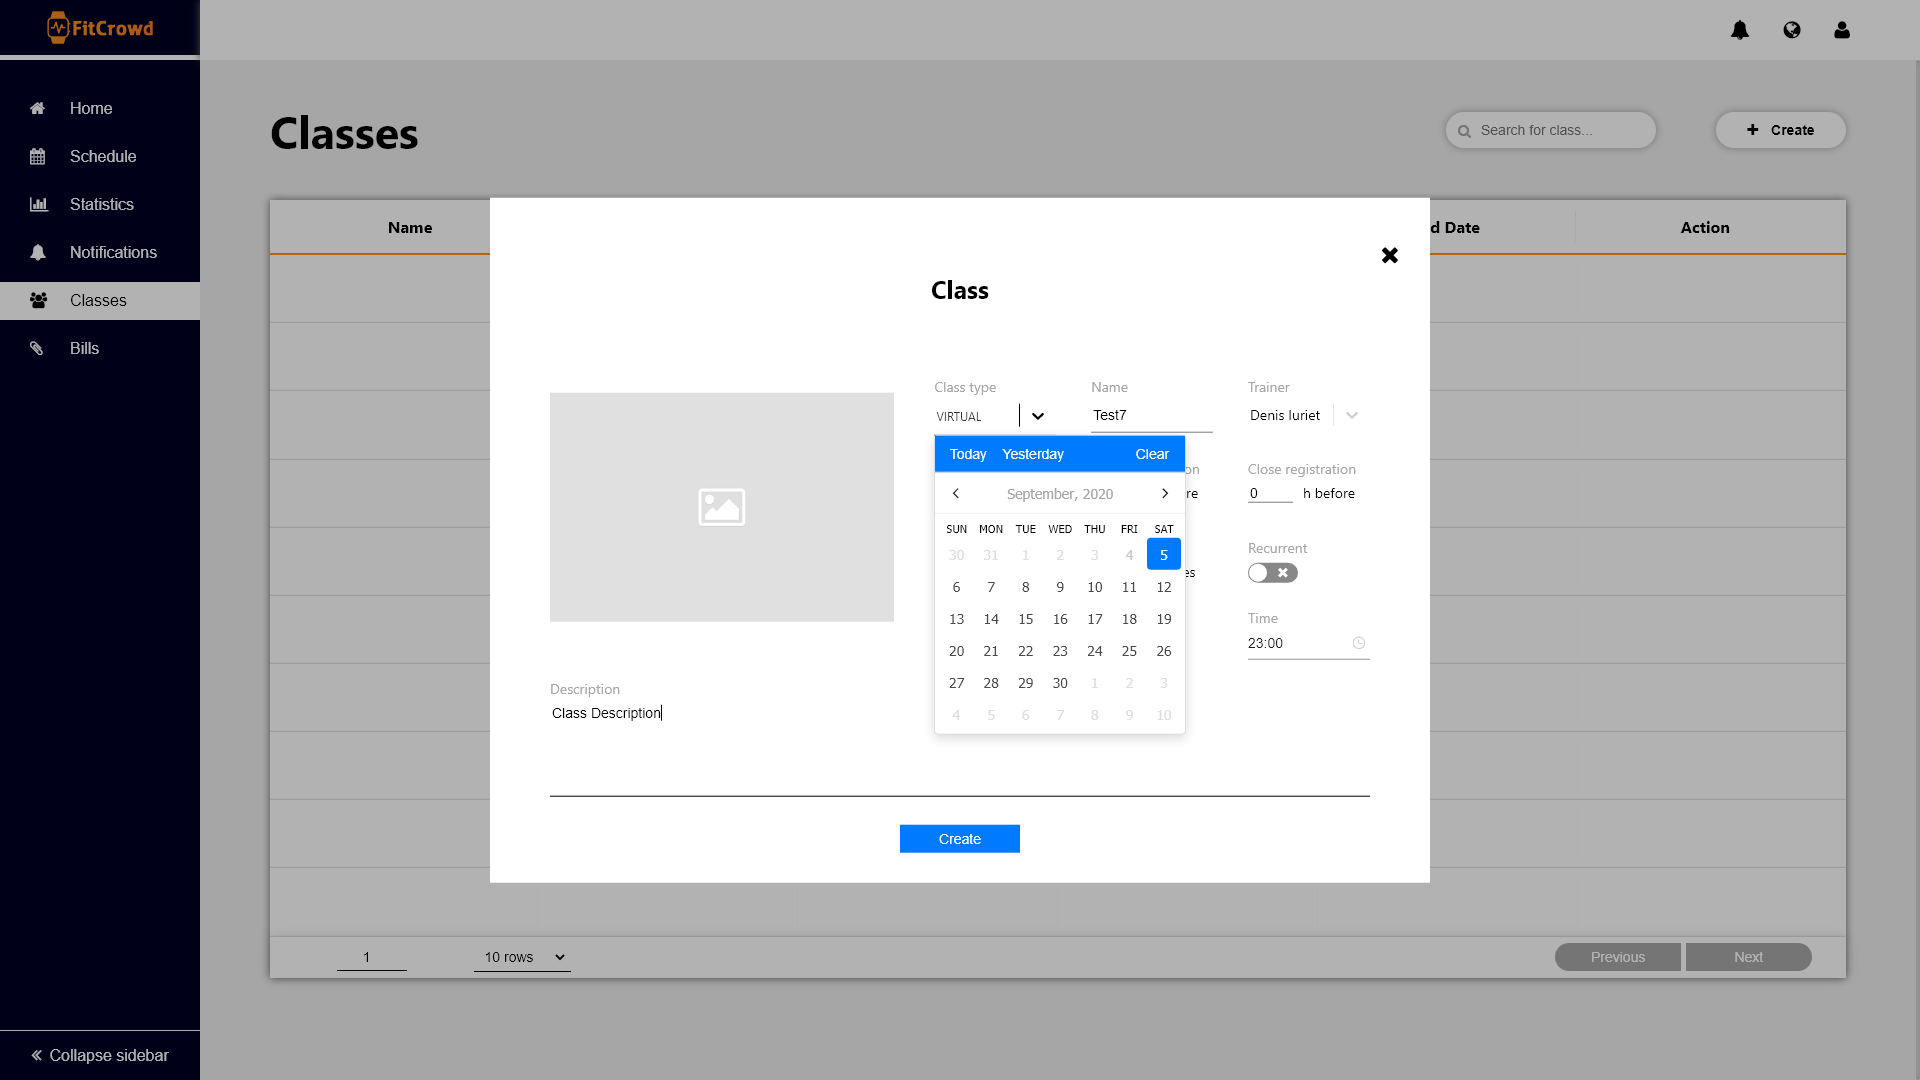 FitCrowd
Home
Schedule
Statistics
Notifications
Classes
Bills
Collapse sidebar
Classes
Search for class...
Create
Name
d Date
Action
Class
Class type
VIRTUAL
Name
Test7
Trainer
Denis Iuriet
Today Yesterday Clear
on
re
Close registration
0 h before
September, 2020
SUN MON TUE WED THU FRI SAT
30 31 1 2 3 4 5
6 7 8 9 10 11 12
13 14 15 16 17 18 19
20 21 22 23 24 25 26
27 28 29 30 1 2 3
4 5 6 7 8 9 10
es
Recurrent
Time
23:00
Description
Class Description
Create
1
10 rows
Previous
Next